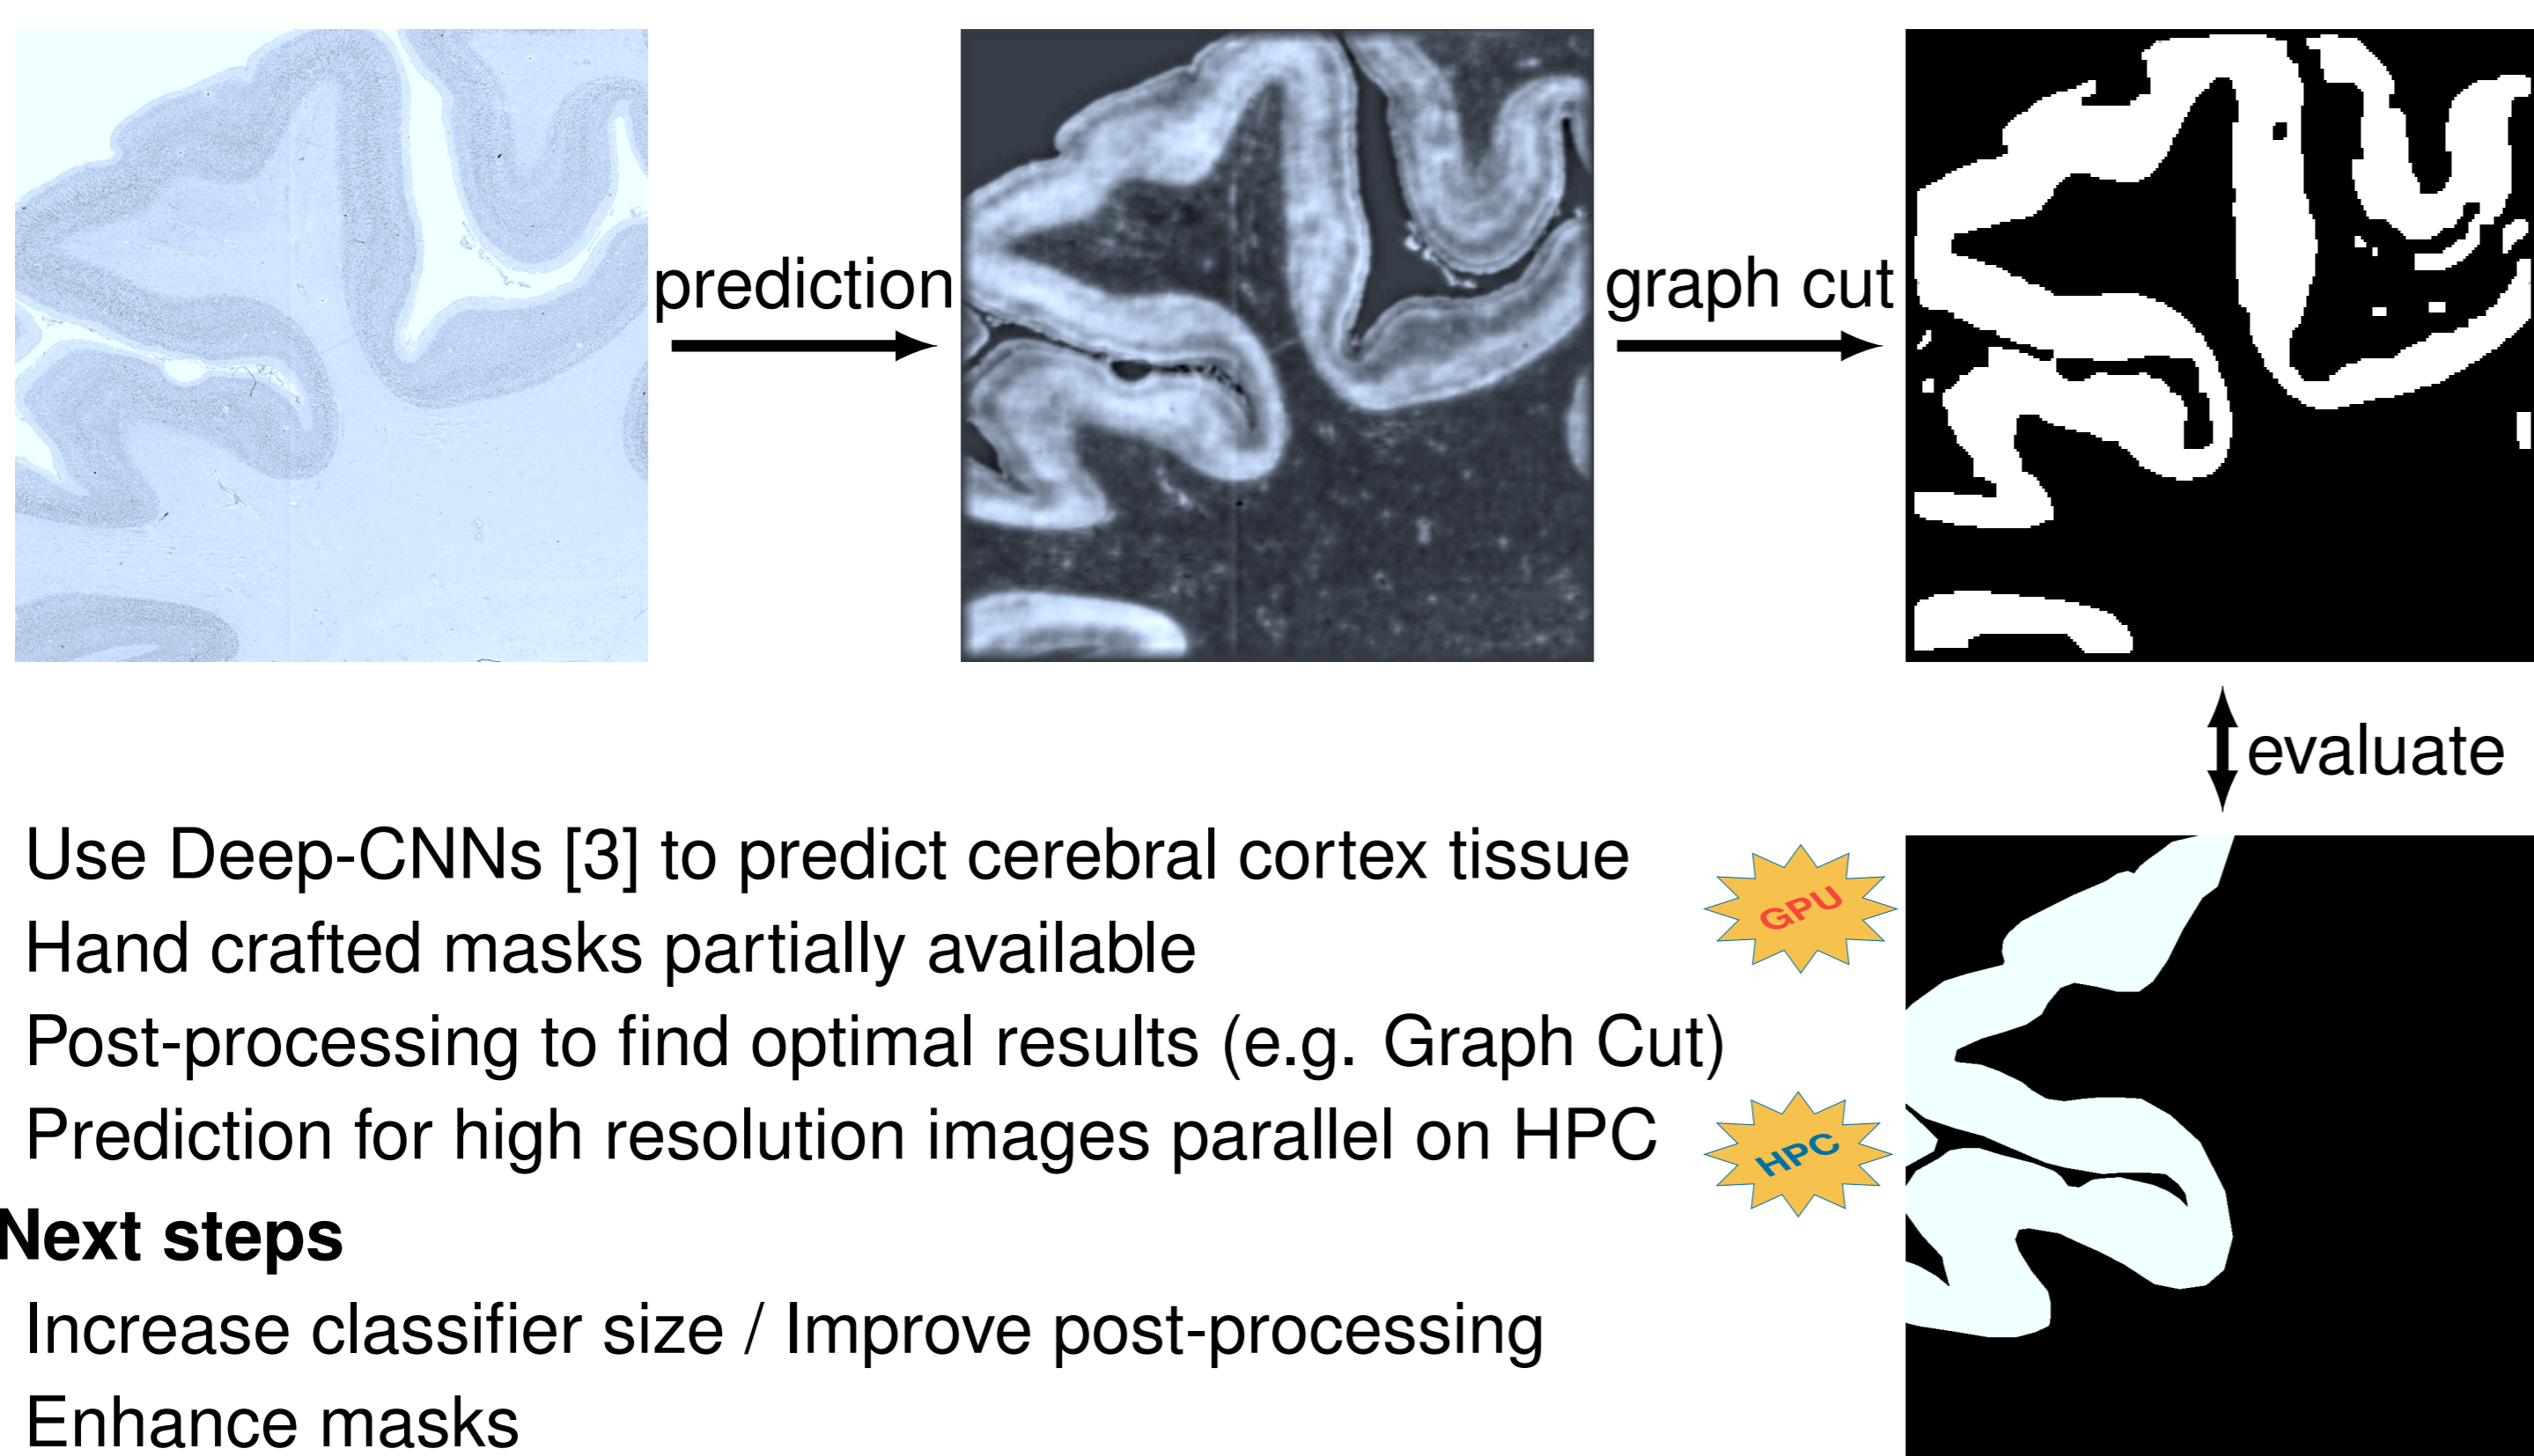 prediction
graph cut
evaluate
Use Deep-CNNs [3] to predict cerebral cortex tissue
GPU
Hand crafted masks partially available
Post-processing to find optimal results (e.g. Graph Cut)
Prediction for high resolution images parallel on HPC
HPC
Next steps
Increase classifier size / Improve post-processing
Enhance masks